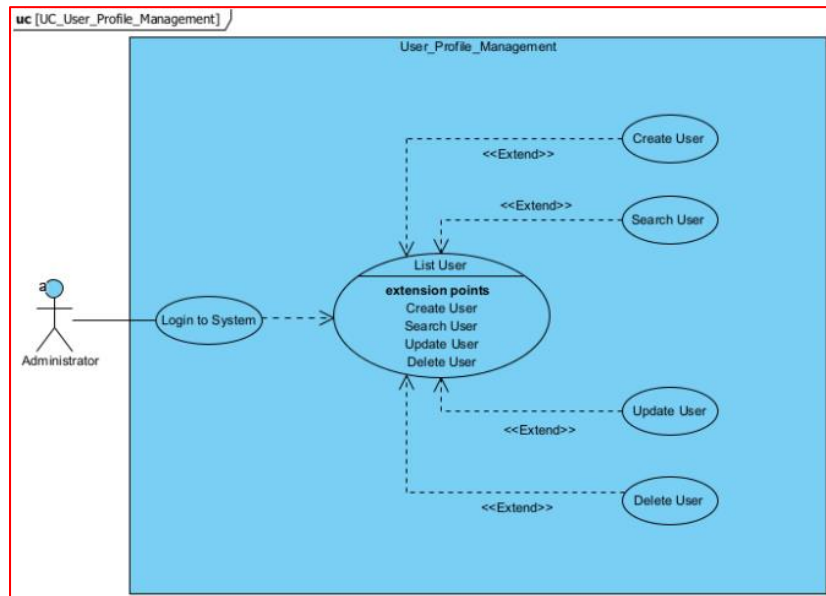 uc [UC_User_Profile_Management]
User_Profile_Management
Create User
<<Extend>>
<<Extend>>
Search User
List User
extension points
Create User
Search User
Update User
Delete User
a
Login to System
Administrator
Update User
<<Extend>>
Delete User
<<Extend>>